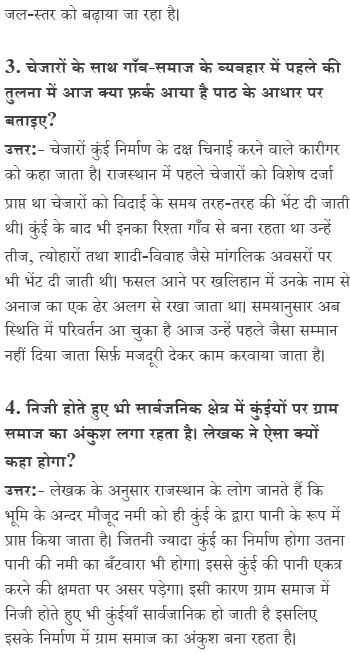 जल-स्तर को बढ़ाया जा रहा है।
3. चेजारों के साथ गाँव-समाज के व्यवहार में पहले की
तुलना में आज क्या फ़र्क आया है पाठ के आधार पर
बताइए?
उत्तर:- चेजारों कुंई निर्माण के दक्ष चिनाई करने वाले कारीगर
को कहा जाता है। राजस्थान में पहले चेजारों को विशेष दर्जा
प्राप्त था चेजारों को विदाई के समय तरह-तरह की भेंट दी जाती
थी। कुंई के बाद भी इनका रिश्ता गाँव से बना रहता था उन्हें
तीज, त्योहारों तथा शादी-विवाह जैसे मांगलिक अवसरों पर
भी भेंट दी जाती थी। फसल आने पर खलिहान में उनके नाम से
अनाज का एक ढेर अलग से रखा जाता था। समयानुसार अब
स्थिति में परिवर्तन आ चुका है आज उन्हें पहले जैसा सम्मान
नहीं दिया जाता सिर्फ़ मजदूरी देकर काम करवाया जाता है।
4. निजी होते हुए भी सार्वजनिक क्षेत्र में कुंईयों पर ग्राम
समाज का अंकुश लगा रहता है। लेखक ने ऐसा क्यों
कहा होगा?
उत्तर:- लेखक के अनुसार राजस्थान के लोग जानते हैं कि
भूमि के अन्दर मौजूद नमी को ही कुंई के द्वारा पानी के रूप में
प्राप्त किया जाता है। जितनी ज्यादा कुंई का निर्माण होगा उतना
पानी की नमी का बँटवारा भी होगा। इससे कुंई की पानी एकत्र
करने की क्षमता पर असर पड़ेगा। इसी कारण ग्राम समाज में
निजी होते हुए भी कुंईयाँ सार्वजानिक हो जाती है इसलिए
इसके निर्माण में ग्राम समाज का अंकुश बना रहता है।